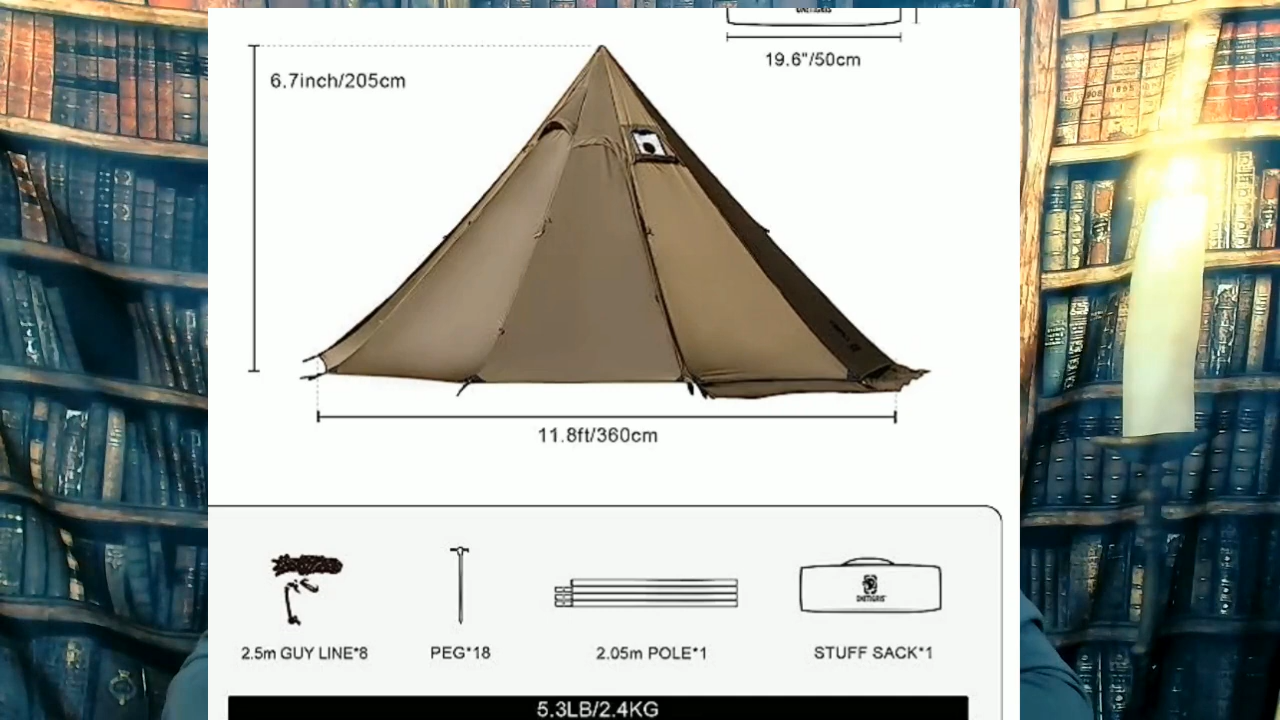 19.6"/50cm
6.7inch/205cm
11.8ft/360cm
ONETIGRIS
2.5m GUY LINE*8
PEG*18
2.05m POLE*1
STUFF SACK*1
5.3LB/2.4KG